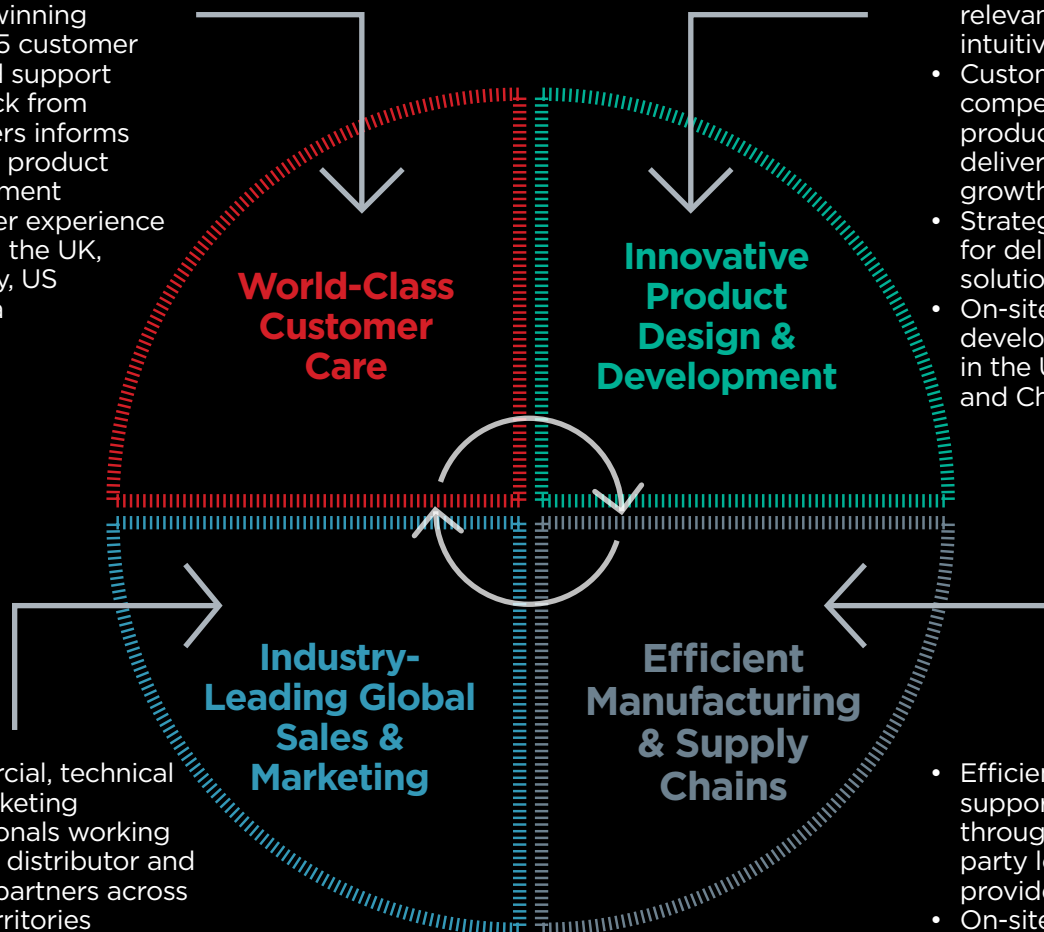 winning
5 customer
support
ck from
ers informs
product
ment
er experience
the UK,
y, US
World-Class
Customer
Care
Innovative
Product
Design &
Development
relevan
intuitiv
• Custom
compe
produc
deliver
growth
• Strateg
for deli
solutio
• On-site
develo
in the U
and Ch
Industry-
Leading Global
Sales &
Marketing
Efficient
Manufacturing
& Supply
Chains
rcial, technical
keting
onals working
distributor and
partners across
rritories
• Efficien
suppor
throug
party lo
provide
• On-site